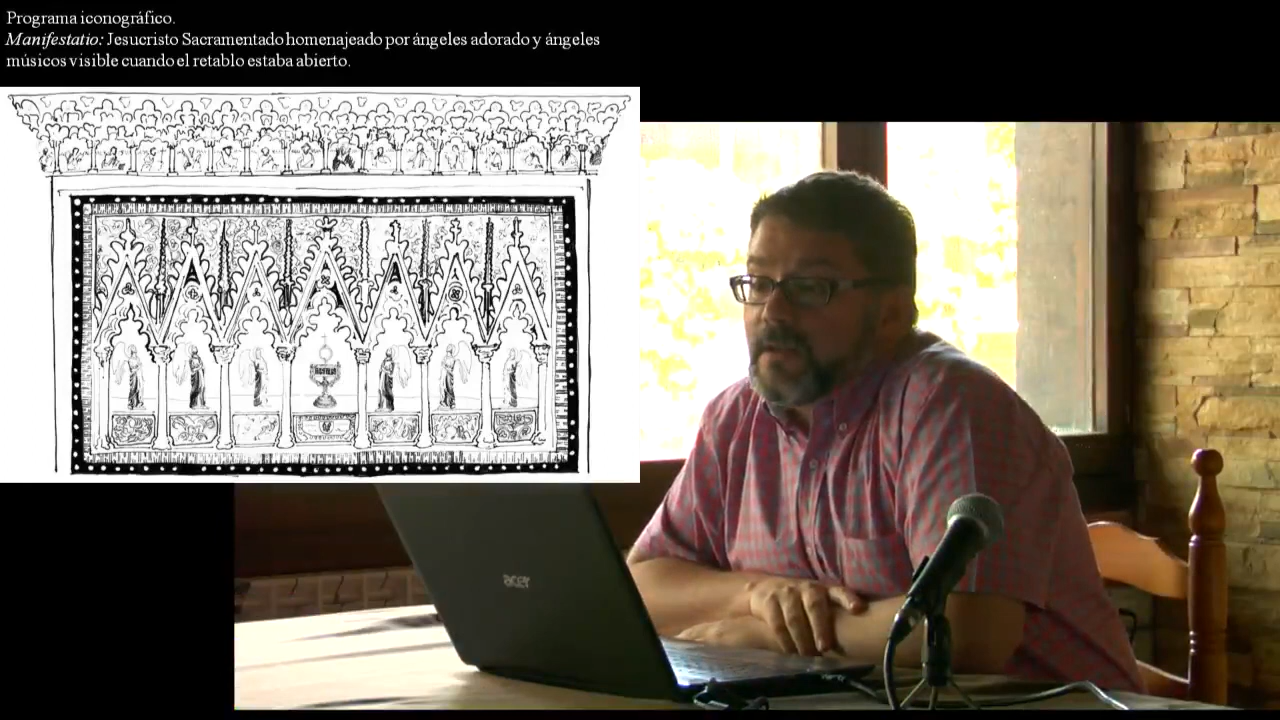 Programa iconográfico.
Manifestatio: Jesucristo Sacramentado homenajeado por ángeles adorado y ángeles
músicos visible cuando el retablo estaba abierto.
acer